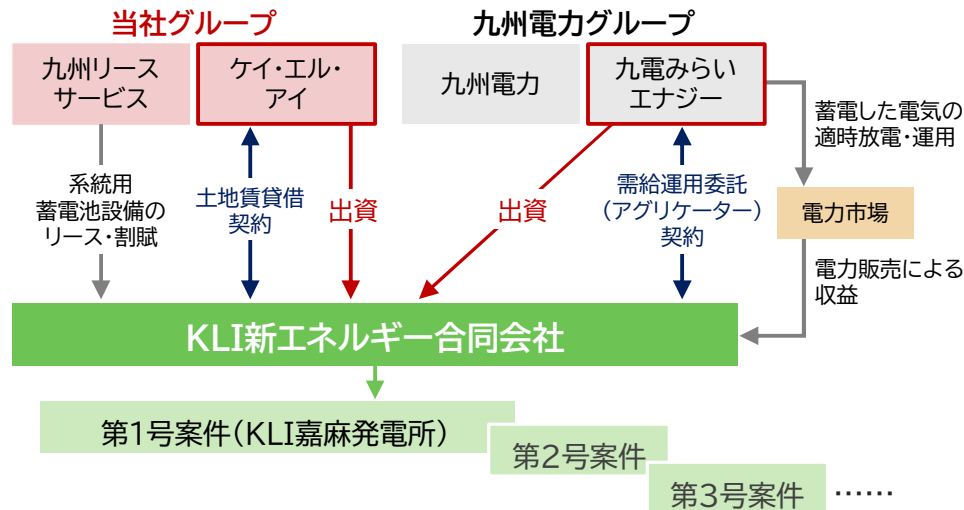 当社グループ
九州電力グループ
九州リース
サービス
ケイ・エル・
アイ
九州電力
九電みらい
エナジー
蓄電した電気の
適時放電・運用
系統用
蓄電池設備の
リース・割賦
土地賃貸借
契約
出資
出資
需給運用委託
（アグリケーター）
契約
電力市場
電力販売による
収益
KLI新エネルギー合同会社
第1号案件（KLI嘉麻発電所）
第2号案件
第3号案件 ……